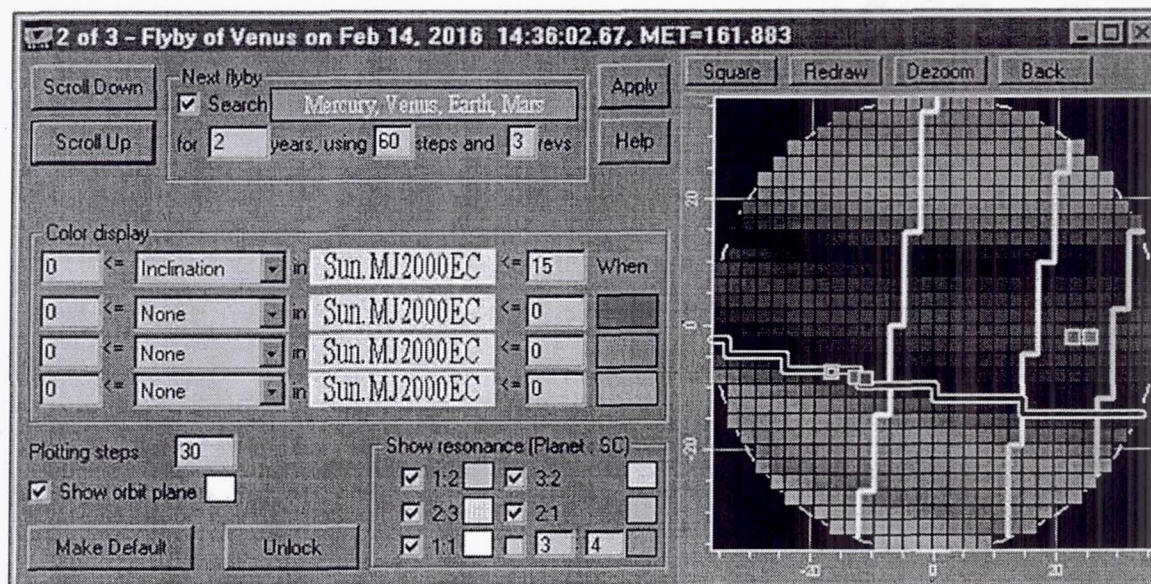 2 of 3 - Flyby of Venus on Feb 14, 2016 14:36:02.67, MET=161.883
Scroll Down
Scroll Up
Next flyby
Search Mercury, Venus, Earth, Mars
for 2 years, using 60 steps and 3 revs
Apply
Help
Square Redraw Dezoom Back
Color display
0 <= Inclination in Sun.MJ2000EC <= 15 When
0 <= None in Sun.MJ2000EC <= 0
0 <= None in Sun.MJ2000EC <= 0
0 <= None in Sun.MJ2000EC <= 0
Plotting steps 30
Show orbit plane
Make Default Unlock
Show resonance (Planet : SC)
1:2 3:2
2:3 2:1
1:1 3 : 4
20
0
-20
-20 0 20